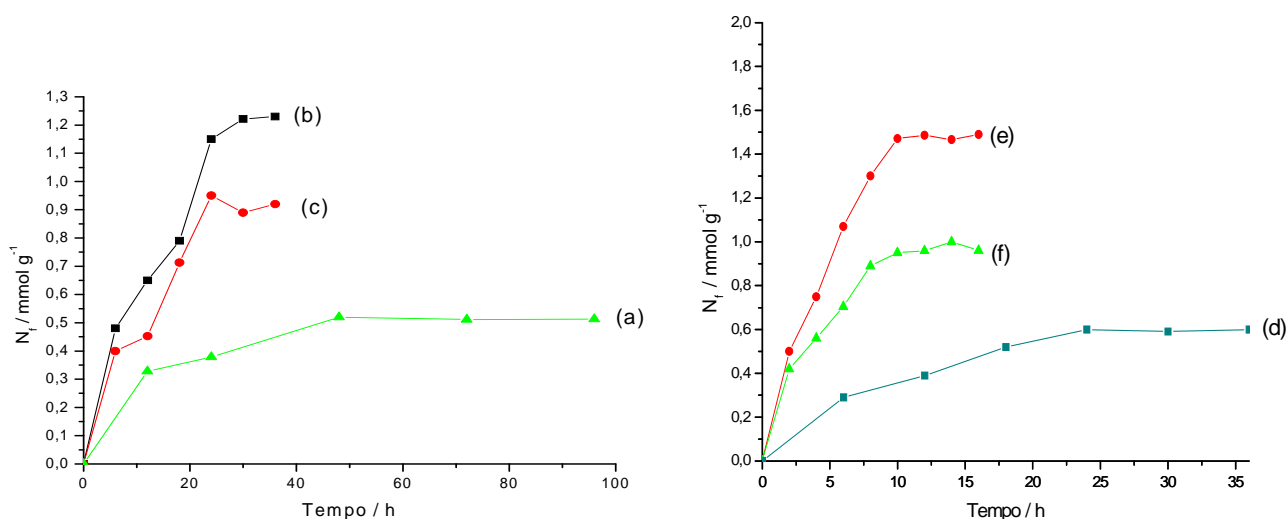 1,3
1,2
1,1
1,0
0,9
0,8
0,7
0,6
0,5
0,4
0,3
0,2
0,1
0,0
N_f / mmol g^-1
(b)
(c)
(a)
0 20 40 60 80 100
Tempo / h
2,0
1,8
1,6
1,4
1,2
1,0
0,8
0,6
0,4
0,2
0,0
N_f / mmol g^-1
(e)
(f)
(d)
0 5 10 15 20 25 30 35
Tempo / h